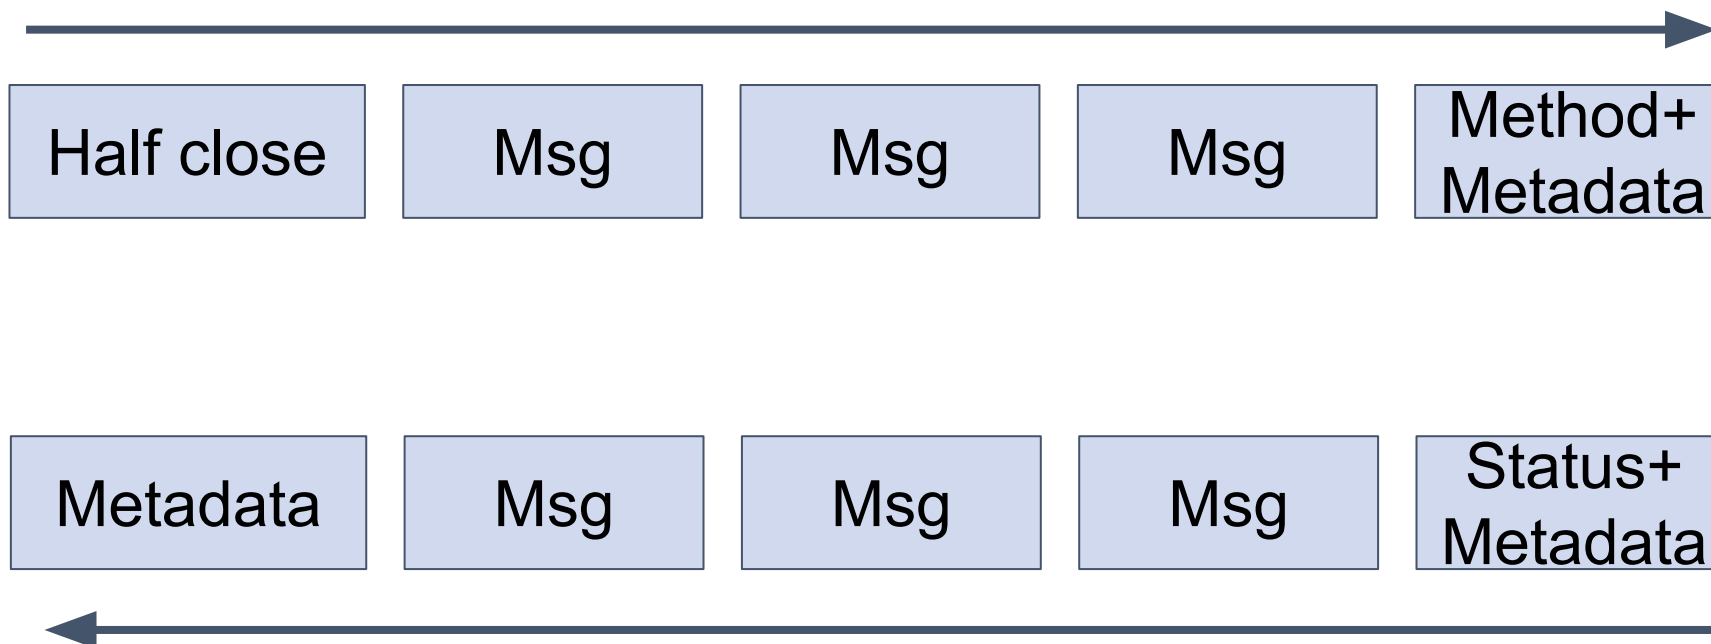 Half close
Msg
Msg
Msg
Method+
Metadata
Metadata
Msg
Msg
Msg
Status+
Metadata